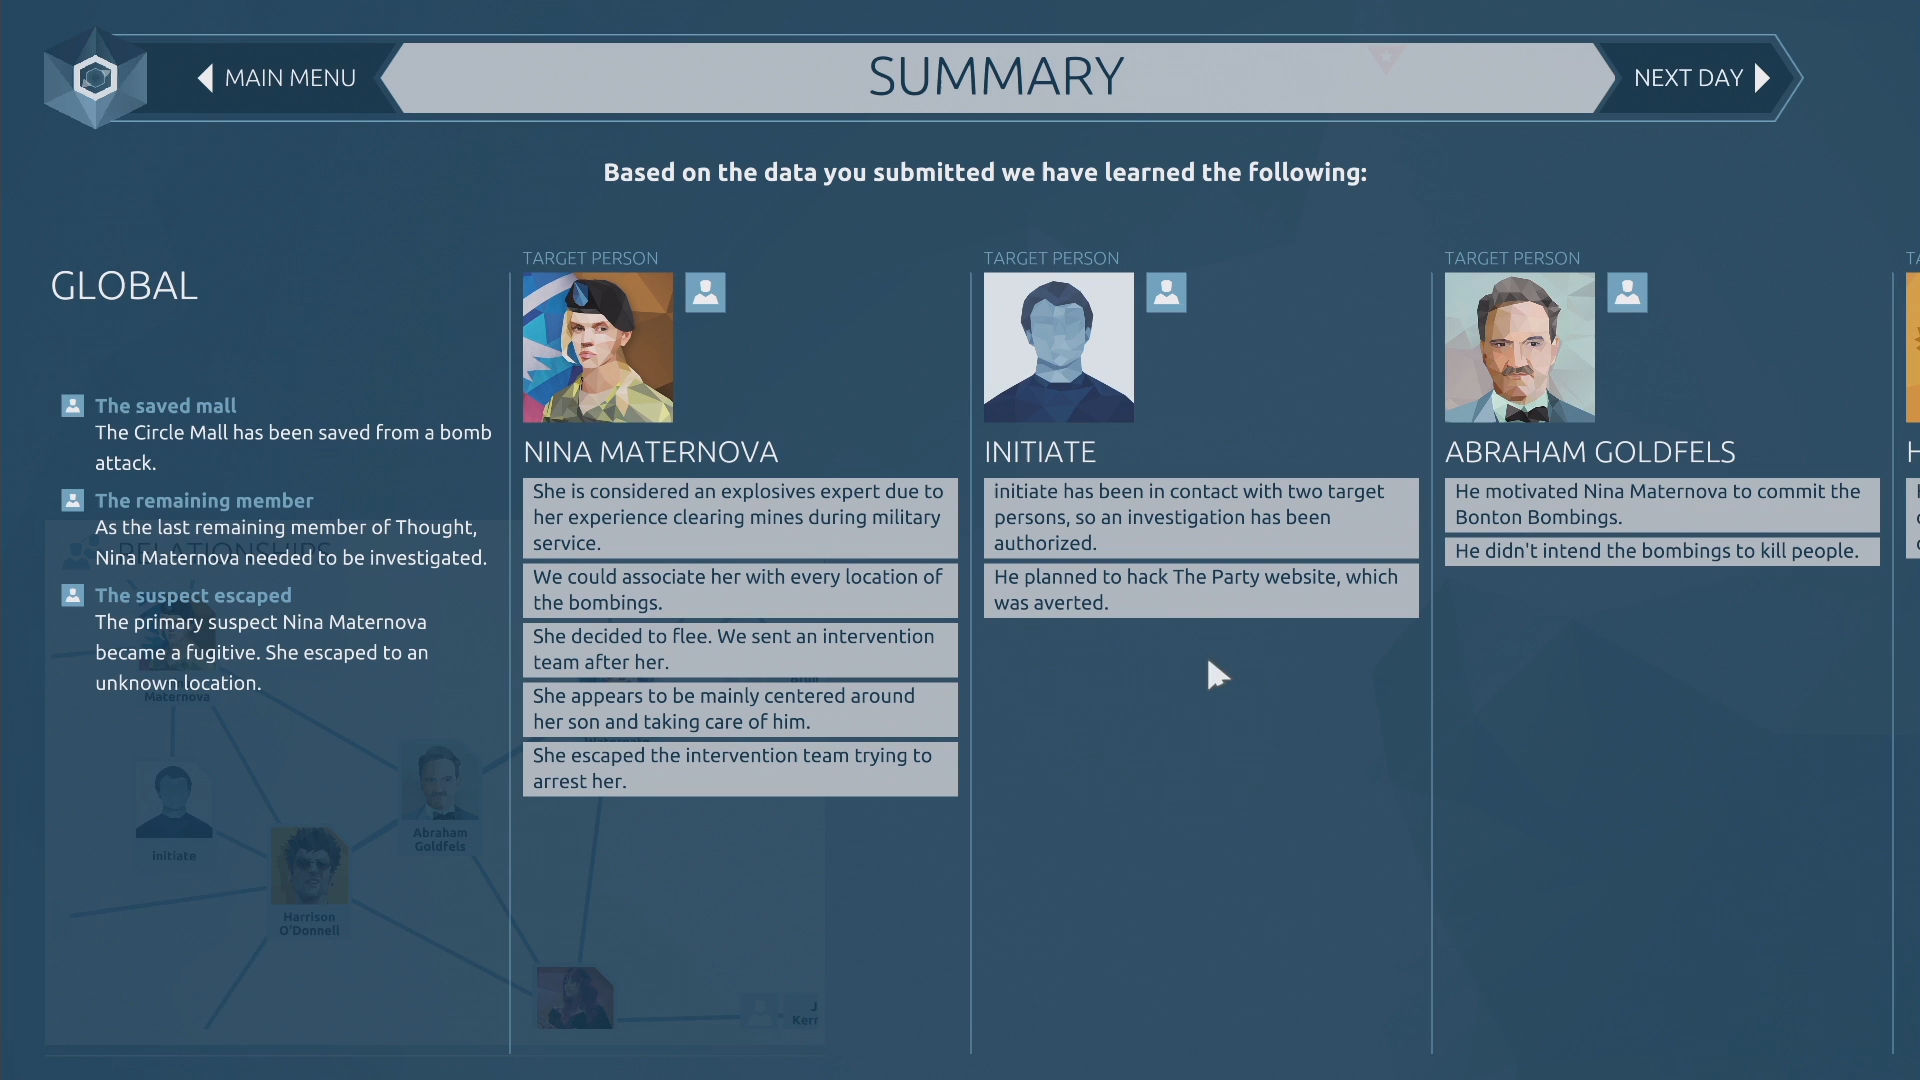 MAIN MENU
SUMMARY
NEXT DAY
Based on the data you submitted we have learned the following:
GLOBAL
The saved mall
The Circle Mall has been saved from a bomb
attack.
The remaining member
As the last remaining member of Thought,
Nina Maternova needed to be investigated.
The suspect escaped
The primary suspect Nina Maternova
became a fugitive. She escaped to an
unknown location.
TARGET PERSON
NINA MATERNOVA
She is considered an explosives expert due to
her experience clearing mines during military
service.
We could associate her with every location of
the bombings.
She decided to flee. We sent an intervention
team after her.
She appears to be mainly centered around
her son and taking care of him.
She escaped the intervention team trying to
arrest her.
TARGET PERSON
INITIATE
initiate has been in contact with two target
persons, so an investigation has been
authorized.
He planned to hack The Party website, which
was averted.
TARGET PERSON
ABRAHAM GOLDFELS
He motivated Nina Maternova to commit the
Bonton Bombings.
He didn't intend the bombings to kill people.
RELATIONSHIPS
Maternova
initiate
Abraham
Goldfels
Harrison
O'Donnell